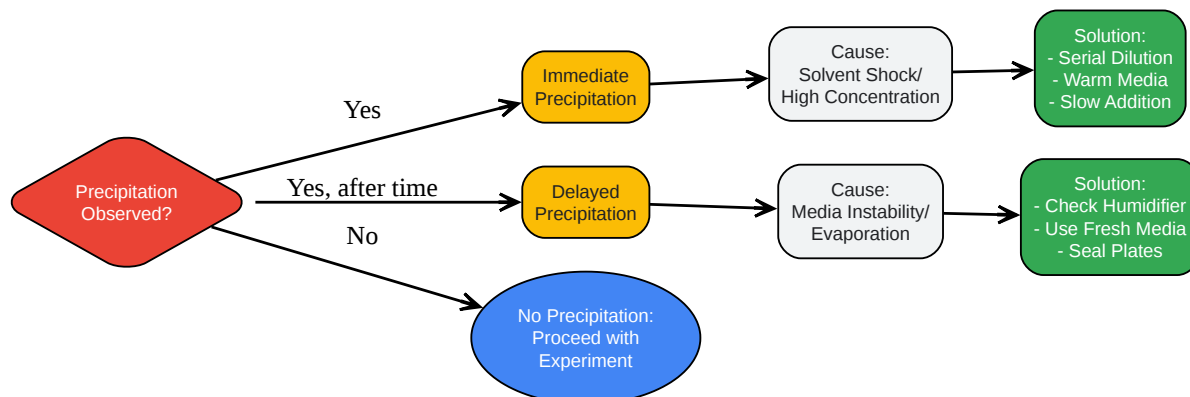 Precipitation
Observed?
Yes
Immediate
Precipitation
Cause:
Solvent Shock/
High Concentration
Solution:
- Serial Dilution
- Warm Media
- Slow Addition
Yes, after time
Delayed
Precipitation
Cause:
Media Instability/
Evaporation
Solution:
- Check Humidifier
- Use Fresh Media
- Seal Plates
No
No Precipitation:
Proceed with
Experiment